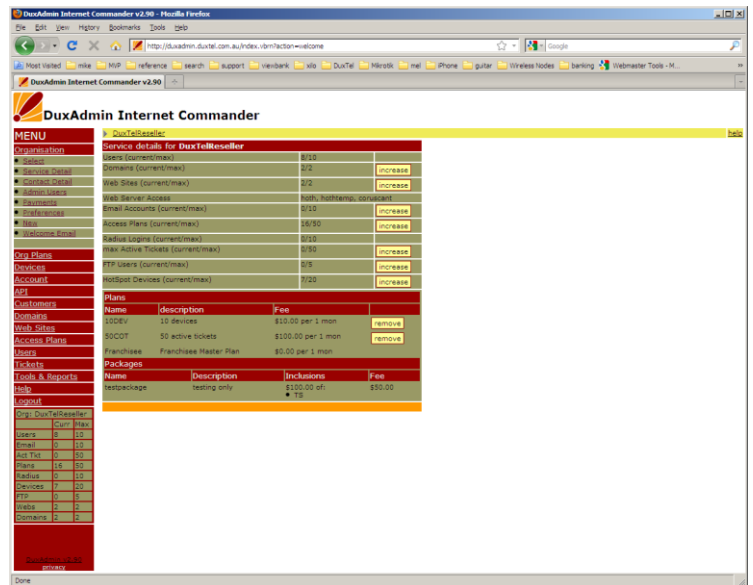 DuxAdmin Internet Commander v2.90 - Mozilla Firefox
File Edit View History Bookmarks Tools Help
http://duxadmin.duxtel.com.au/index.vbrn?action=welcome
Google
Most Visited mike MVP reference search support viewbank xlio DuxTel Mikrotik mel iPhone guitar Wireless Nodes banking Webmaster Tools - M...
DuxAdmin Internet Commander v2.90
DuxAdmin Internet Commander
MENU
Organisation
Select
Service Detail
Contact Detail
Admin Users
Payments
Preferences
New
Welcome Email
Org Plans
Devices
Account
API
Customers
Domains
Web Sites
Access Plans
Users
Tickets
Tools & Reports
Help
Logout
Org: DuxTelReseller
Curr Max
Users 8 10
Email 0 10
Act Tkt 0 50
Plans 16 50
Radius 0 10
Devices 7 20
FTP 0 5
Webs 2 2
Domains 2 2
DuxAdmin v2.90
privacy
DuxTelReseller
help
Service details for DuxTelReseller
Users (current/max) 8/10
Domains (current/max) 2/2 increase
Web Sites (current/max) 2/2 increase
Web Server Access hoth, hothtemp, coruscant
Email Accounts (current/max) 0/10 increase
Access Plans (current/max) 16/50 increase
Radius Logins (current/max) 0/10
max Active Tickets (current/max) 0/50 increase
FTP Users (current/max) 0/5 increase
HotSpot Devices (current/max) 7/20 increase
Plans
Name description Fee
10DEV 10 devices $10.00 per 1 mon remove
50COT 50 active tickets $100.00 per 1 mon remove
Franchisee Franchisee Master Plan $0.00 per 1 mon
Packages
Name Description Inclusions Fee
testpackage testing only $100.00 of: $50.00
TS
Done